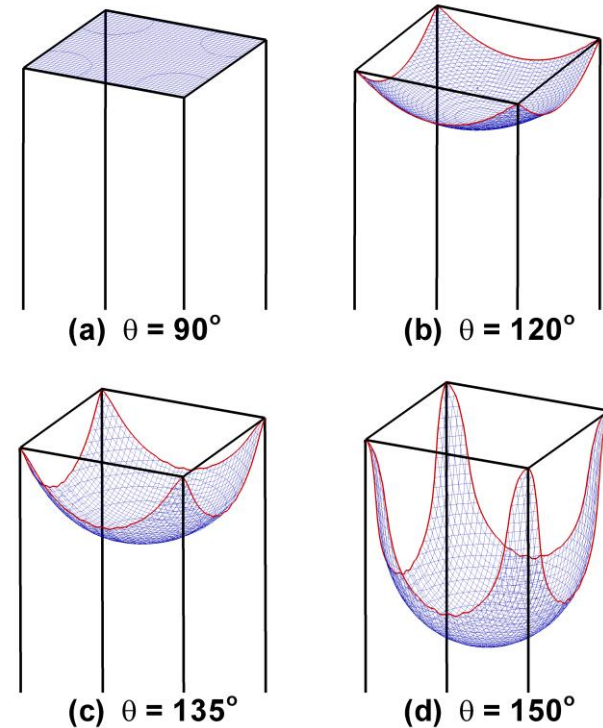 (a) θ = 90°
(b) θ = 120°
(c) θ = 135°
(d) θ = 150°